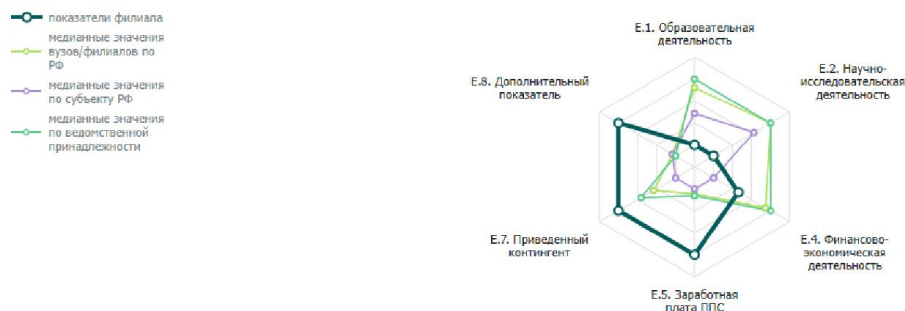 показатели филиала
медианные значения
вузов/филиалов по
РФ
медианные значения
по субъекту РФ
медианные значения
по ведомственной
принадлежности
Е.1. Образовательная
деятельность
Е.2. Научно-
исследовательская
деятельность
Е.8. Дополнительный
показатель
Е.7. Приведенный
контингент
Е.4. Финансово-
экономическая
деятельность
Е.5. Заработная
плата ППС